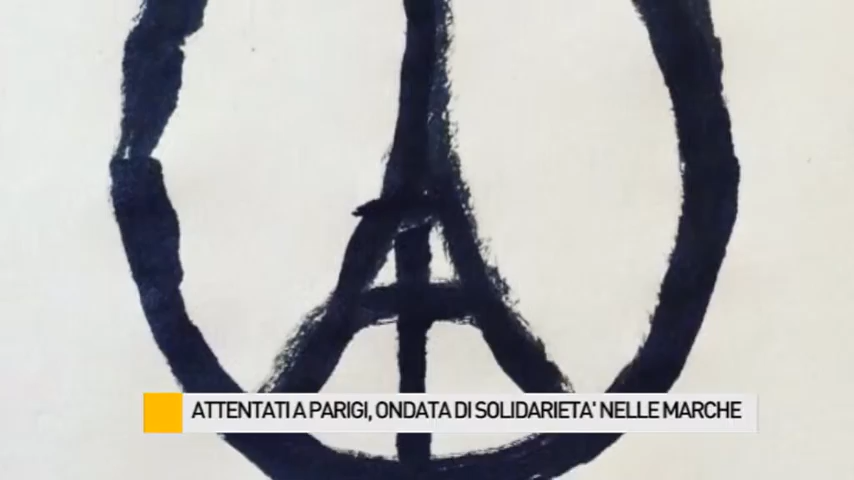 ATTENTATI A PARIGI, ONDATA DI SOLIDARIETA' NELLE MARCHE